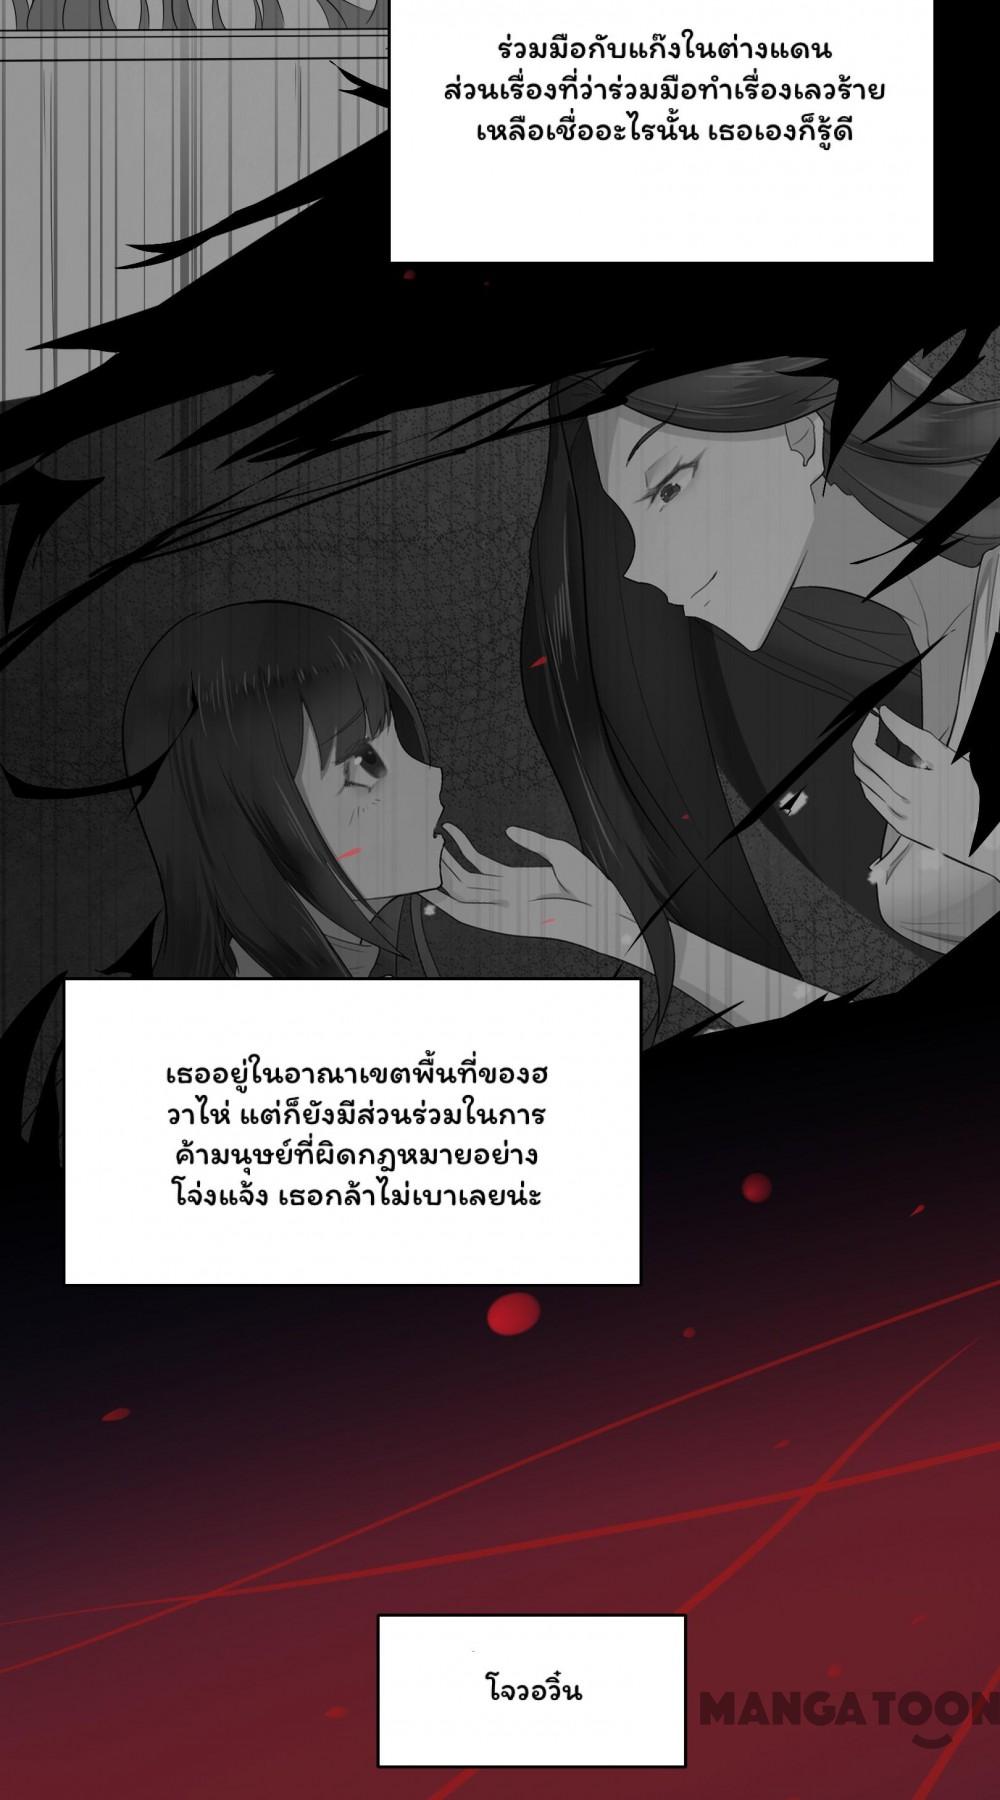 ร่วมมือกับแก๊งในต่างแดน
ส่วนเรื่องที่ว่าร่วมมือทำเรื่องเลวร้าย
เหลือเชื่ออะไรนั้น เธอเองก็รู้ดี
เธออยู่ในอาณาเขตพื้นที่ของฮ
วาไห่ แต่ก็ยังมีส่วนร่วมในการ
ค้ามนุษย์ที่ผิดกฎหมายอย่าง
โจ่งแจ้ง เธอกล้าไม่เบาเลยน่ะ
โจวอวิ๋น
MANGATOON